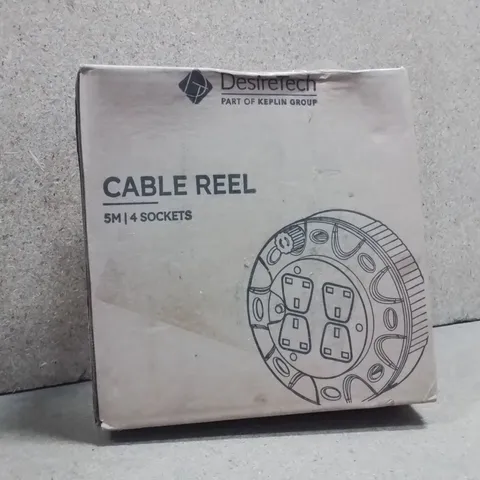 DesireTech
PART OF KEPLIN GROUP
CABLE REEL
5M | 4 SOCKETS